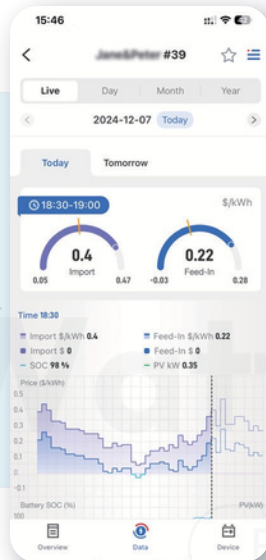 15:46
#39
Live Day Month Year
2024-12-07 Today
Today Tomorrow
18:30-19:00 $/kWh
0.4 0.22
Import Feed-In
0.05 0.47 -0.03 0.28
Time 18:30
Import $/kWh 0.4 Feed-In $/kWh 0.22
Import $ 0 Feed-In $ 0
SOC 98 % PV kW 0.35
Price ($/kWh)
0.5
0.4
0.3
0.2
0.1
0
-0.1
Battery SOC (%) PV(kW)
100
Overview Data Device